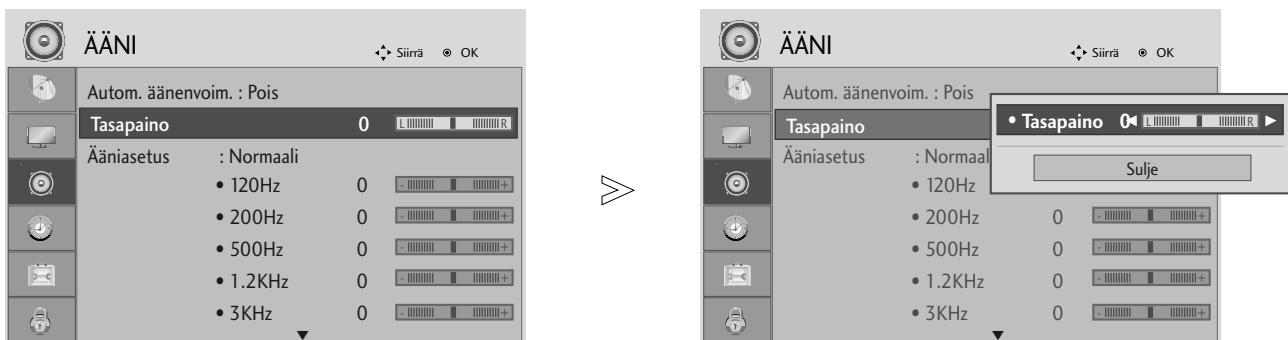 ÄÄNI
Siirrä OK
Autom. äänenvoim. : Pois
Tasapaino 0 L R
Ääniasetus : Normaali
• 120Hz 0 - +
• 200Hz 0 - +
• 500Hz 0 - +
• 1.2KHz 0 - +
• 3KHz 0 - +
ÄÄNI
Siirrä OK
Autom. äänenvoim. : Pois
Tasapaino
Ääniasetus : Normaal
• 120Hz
• 200Hz 0 - +
• 500Hz 0 - +
• 1.2KHz 0 - +
• 3KHz 0 - +
• Tasapaino 0 L R
Sulje